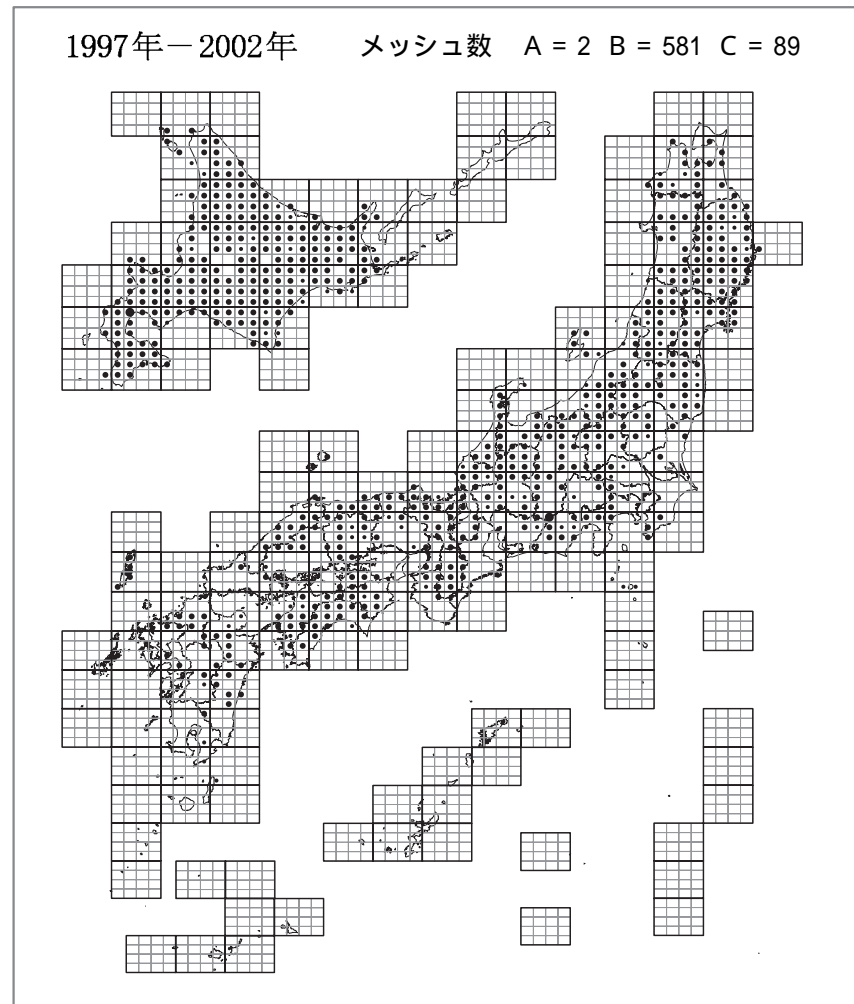 1997年－2002年 メッシュ数 A = 2 B = 581 C = 89